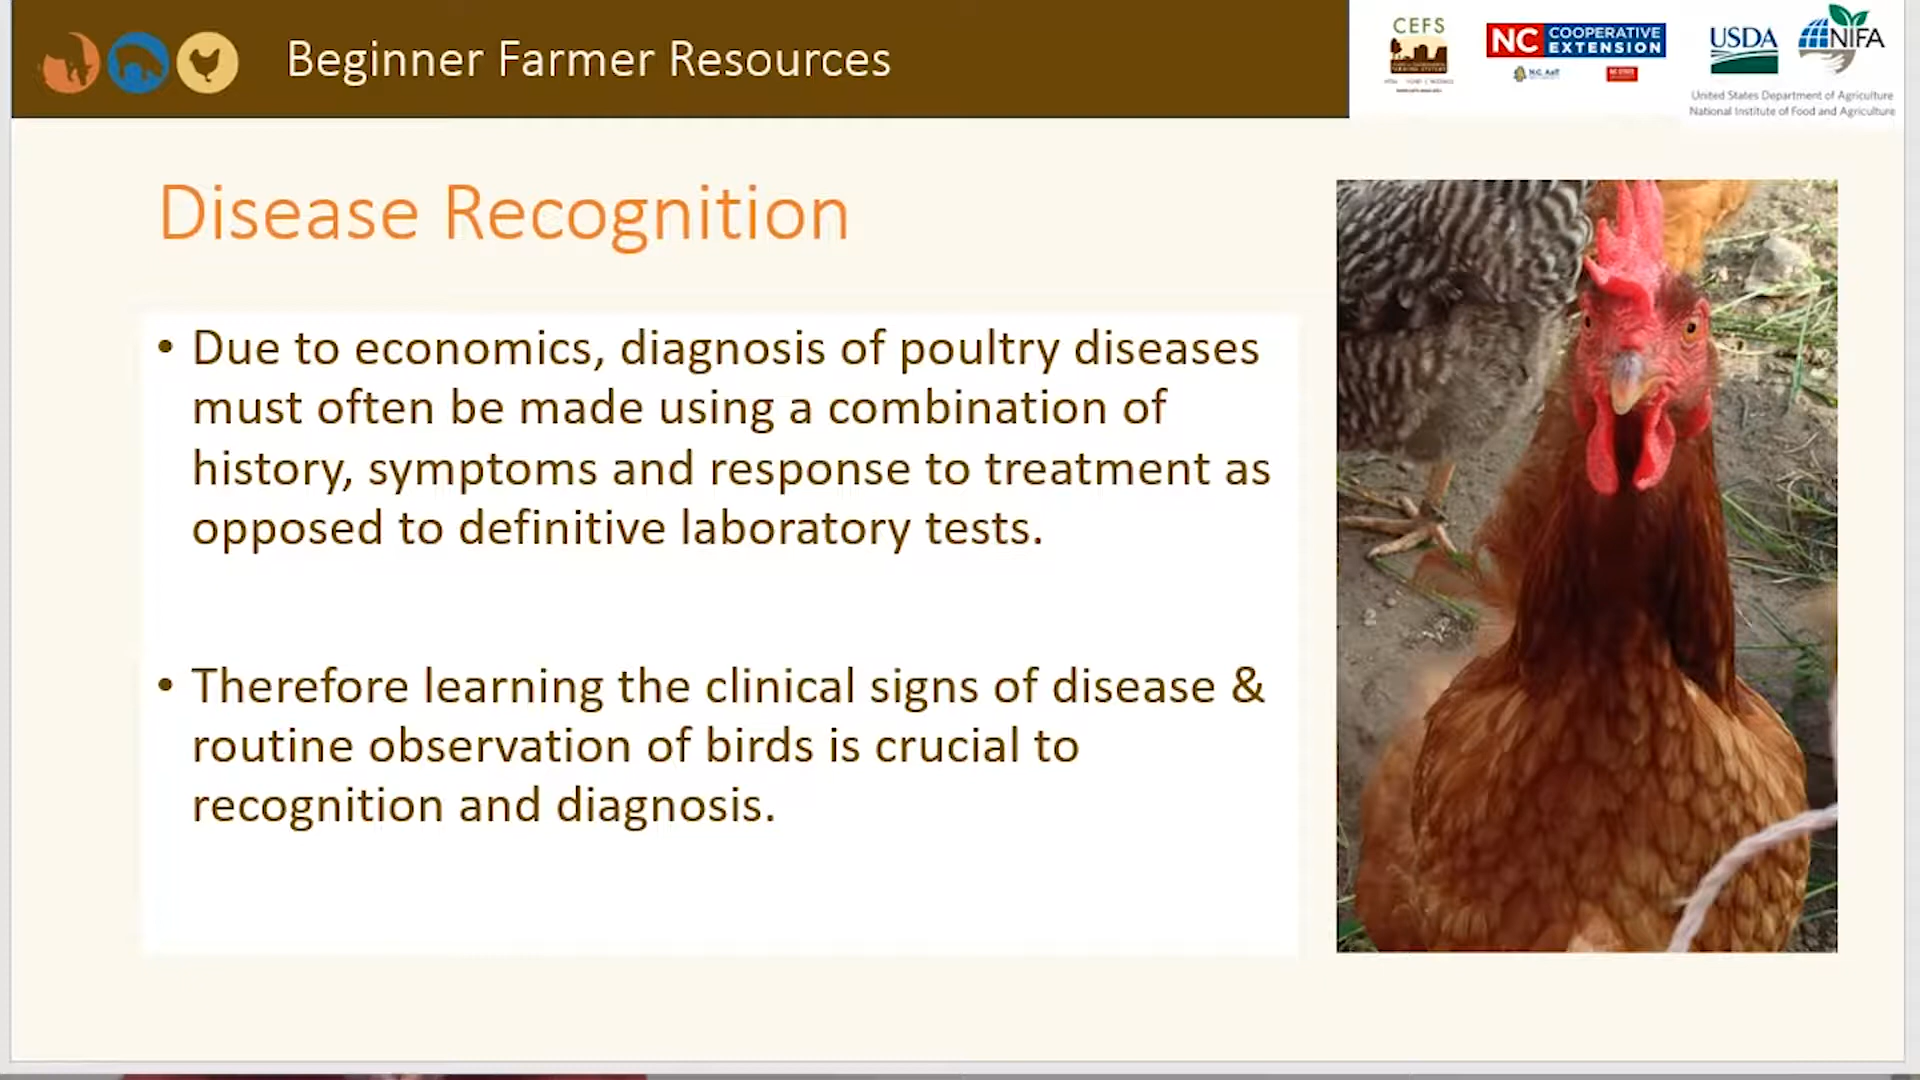 Beginner Farmer Resources
CEFS
NC COOPERATIVE EXTENSION
USDA
NIFA
United States Department of Agriculture
National Institute of Food and Agriculture
Disease Recognition
• Due to economics, diagnosis of poultry diseases
must often be made using a combination of
history, symptoms and response to treatment as
opposed to definitive laboratory tests.
• Therefore learning the clinical signs of disease &
routine observation of birds is crucial to
recognition and diagnosis.